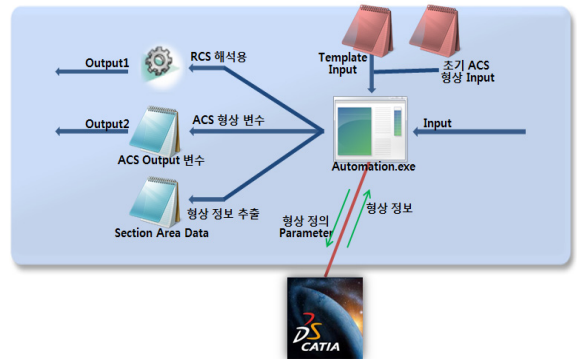 Output1
RCS 해석용
Template
Input
초기 ACS
형상 Input
Output2
ACS 형상 변수
Input
ACS Output 변수
Automation.exe
형상 정보 추출
Section Area Data
형상 정의
Parameter
형상 정보
DS
CATIA